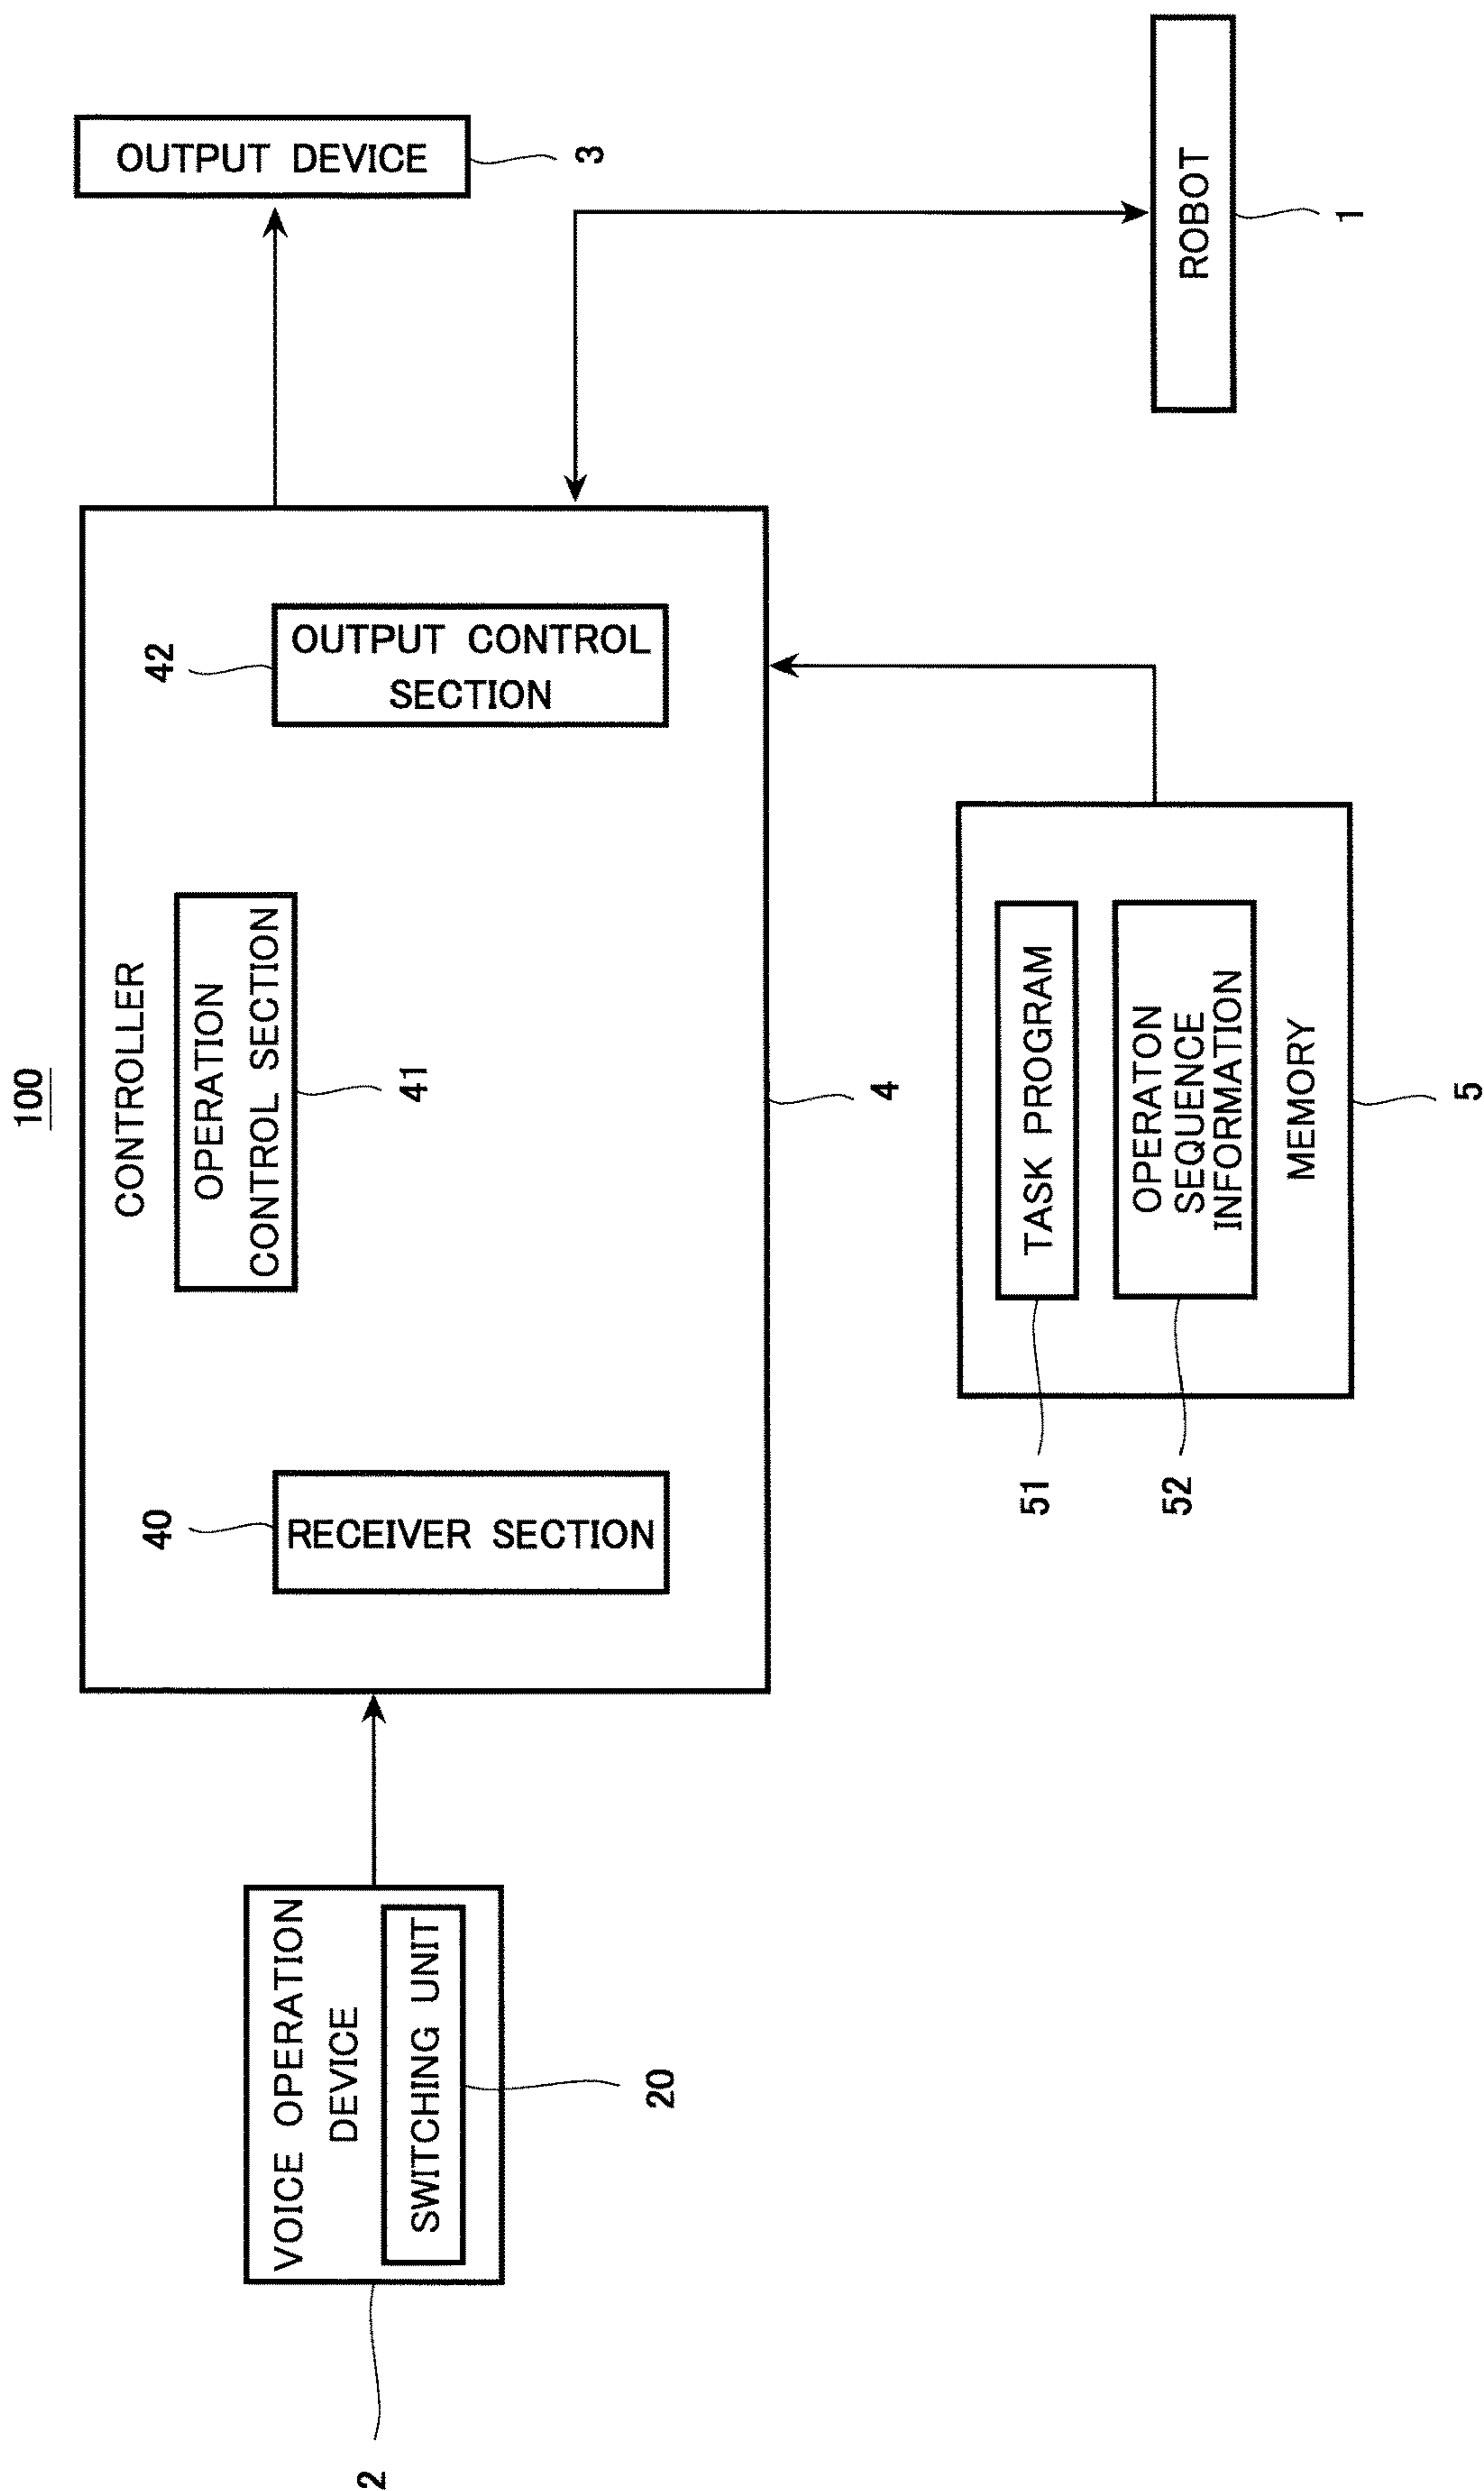 100
CONTROLLER
2
VOICE OPERATION
DEVICE
SWITCHING UNIT
20
40
RECEIVER SECTION
OPERATION
CONTROL SECTION
41
42
OUTPUT CONTROL
SECTION
4
OUTPUT DEVICE
3
51
TASK PROGRAM
52
OPERATON
SEQUENCE
INFORMATION
MEMORY
5
ROBOT
1